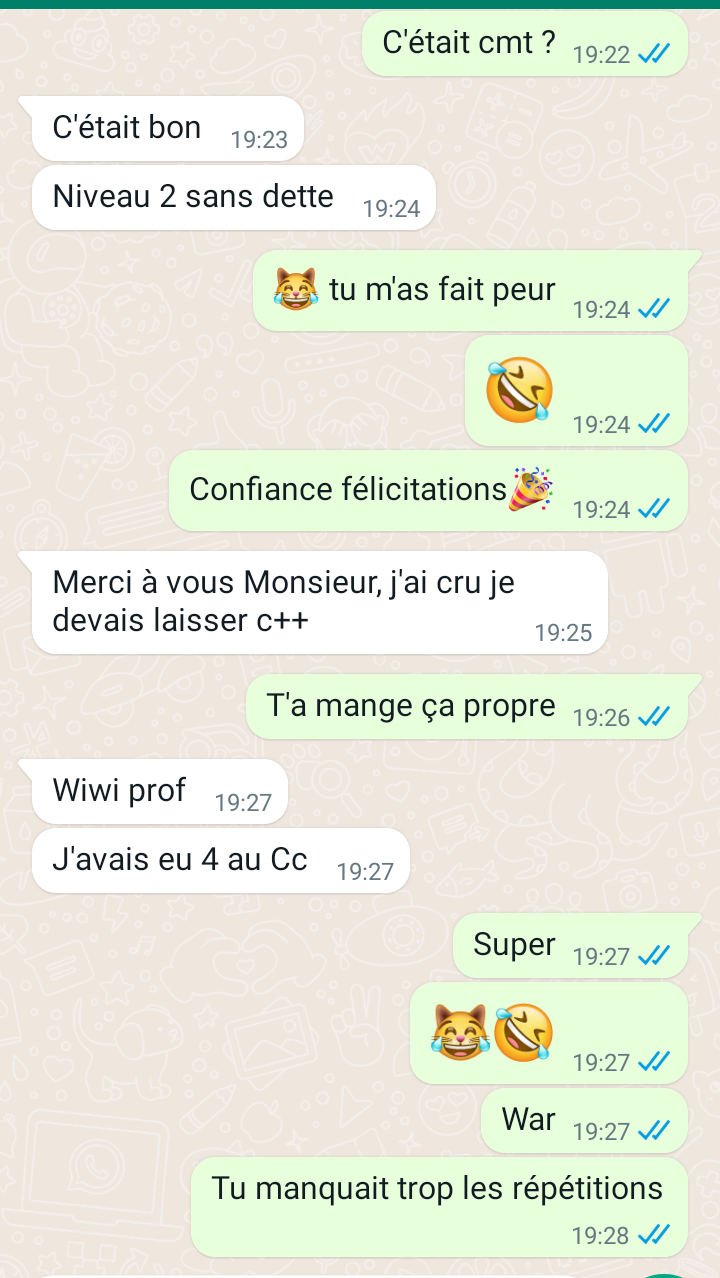 C'était cmt ? 19:22
C'était bon 19:23
Niveau 2 sans dette 19:24
😹 tu m'as fait peur 19:24
🤣 19:24
Confiance félicitations🎉 19:24
Merci à vous Monsieur, j'ai cru je
devais laisser c++ 19:25
T'a mange ça propre 19:26
Wiwi prof 19:27
J'avais eu 4 au Cc 19:27
Super 19:27
😹🤣 19:27
War 19:27
Tu manquait trop les répétitions
19:28